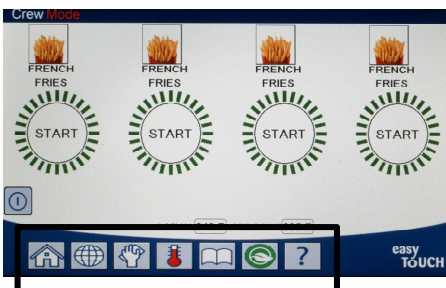 Crew Mode
FRENCH FRENCH FRENCH FRENCH
FRIES FRIES FRIES FRIES
START START START START
?
easy
TOUCH